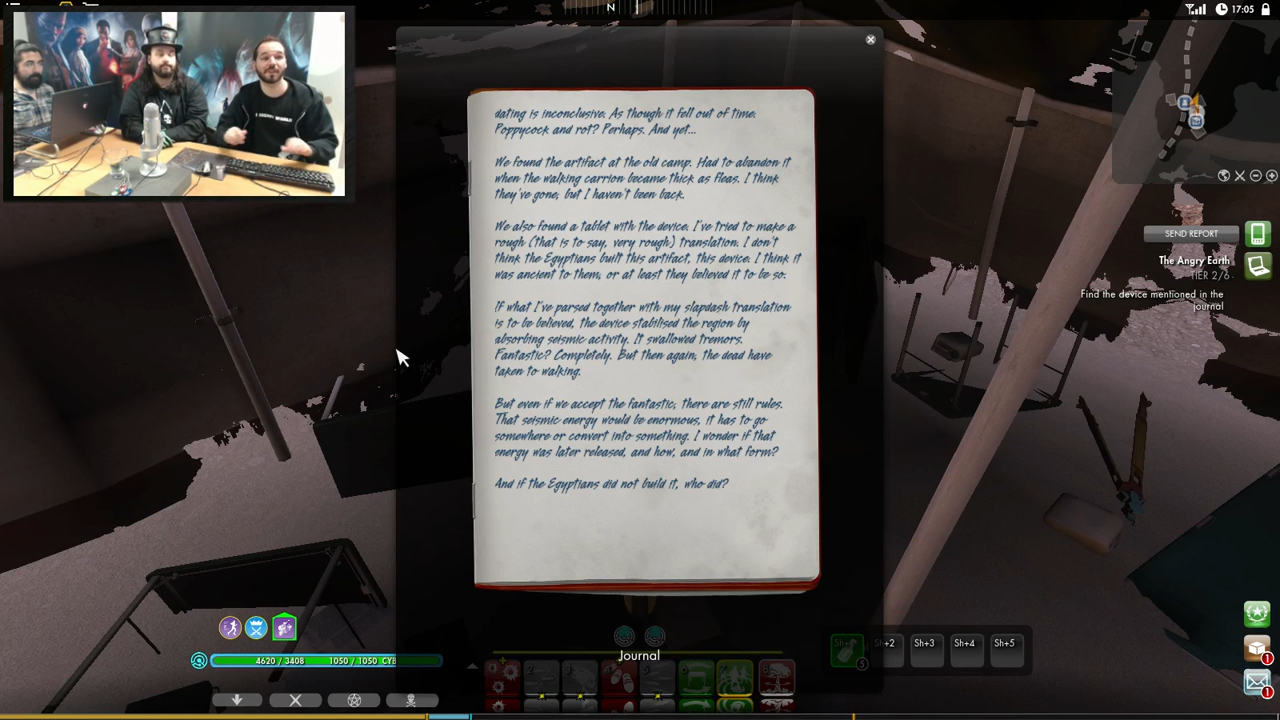 N
17:05
dating is inconclusive. As though it fell out of time.
Poppycock and rot? Perhaps. And yet...
We found the artifact at the old camp. Had to abandon it
when the walking carrion became thick as fleas. I think
they've gone, but I haven't been back.
We also found a tablet with the device. I've tried to make a
rough (that is to say, very rough) translation. I don't
think the Egyptians built this artifact, this device. I think it
was ancient to them, or at least they believed it to be so.
If what I've parsed together with my slapdash translation
is to be believed, the device stabilised the region by
absorbing seismic activity. It swallowed tremors.
Fantastic? Completely. But then again, the dead have
taken to walking.
But even if we accept the fantastic, there are still rules.
That seismic energy would be enormous, it has to go
somewhere or convert into something. I wonder if that
energy was later released, and how, and in what form?
And if the Egyptians did not build it, who did?
SEND REPORT
The Angry Earth
TIER 2/6
Find the device mentioned in the
journal
Journal
4620 / 3408
1050 / 1050 CYB
5
Sh+2
Sh+3
Sh+4
Sh+5
1
1